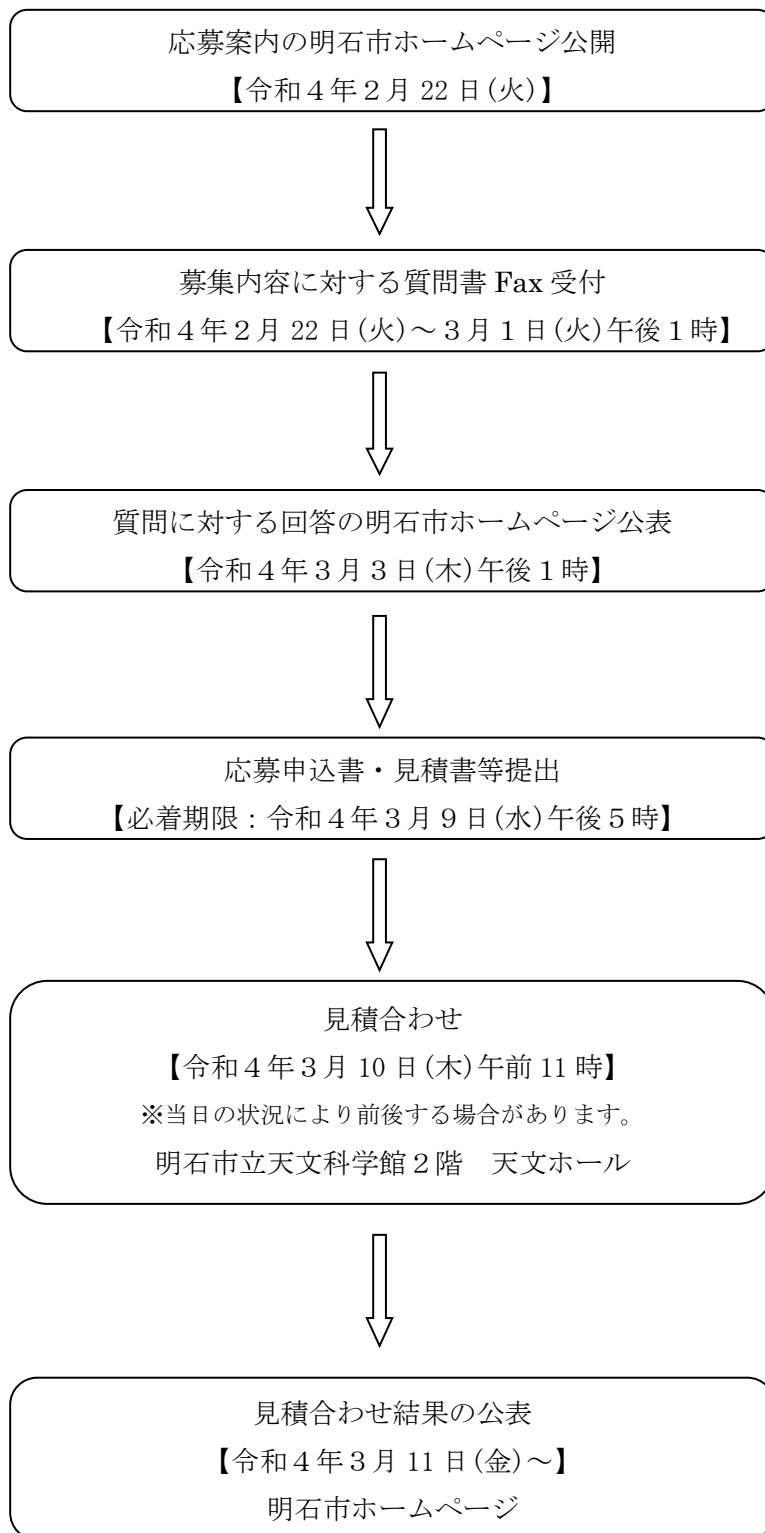 応募案内の明石市ホームページ公開
【令和４年２月 22 日(火)】
募集内容に対する質問書 Fax 受付
【令和４年２月 22 日(火)～３月１日(火)午後１時】
質問に対する回答の明石市ホームページ公表
【令和４年３月３日(木)午後１時】
応募申込書・見積書等提出
【必着期限：令和４年３月９日(水)午後５時】
見積合わせ
【令和４年３月 10 日(木)午前 11 時】
※当日の状況により前後する場合があります。
明石市立天文科学館２階　天文ホール
見積合わせ結果の公表
【令和４年３月 11 日(金)～】
明石市ホームページ